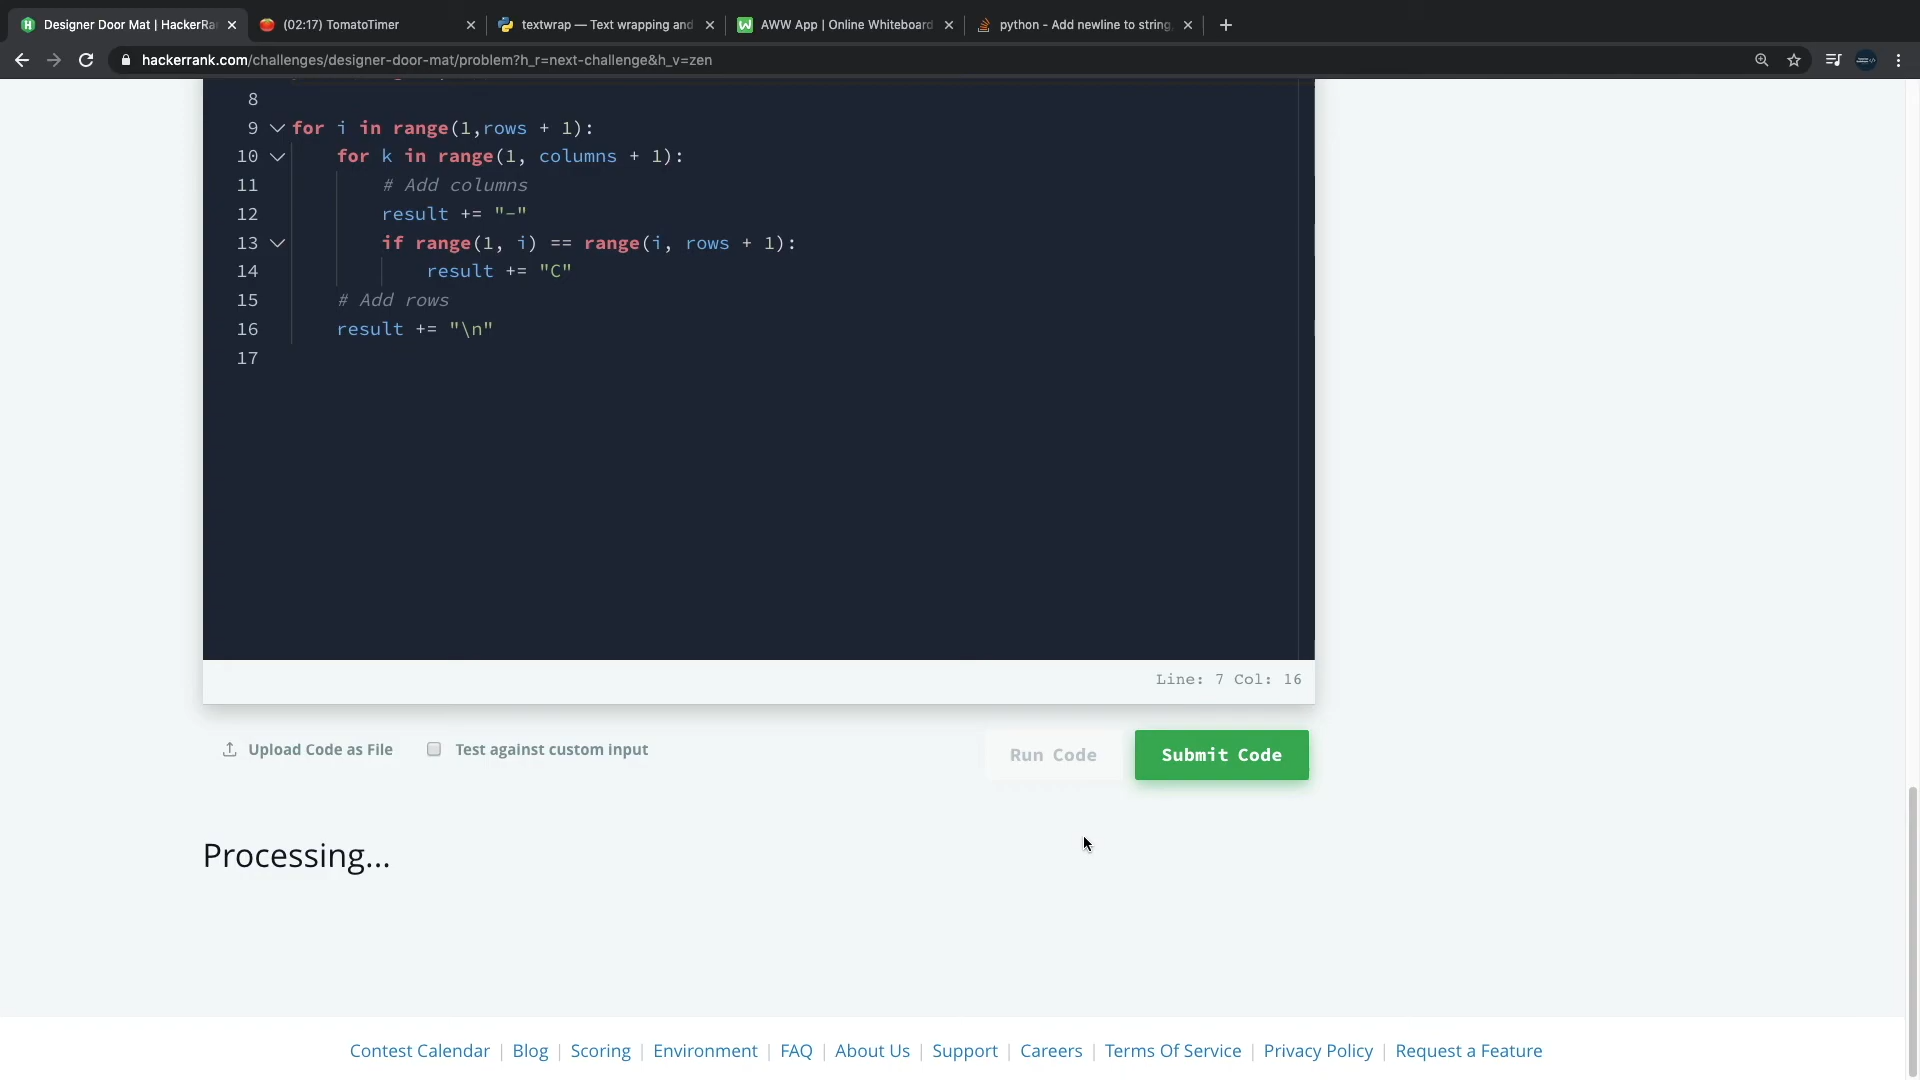 Designer Door Mat | HackerRa
(02:17) TomatoTimer
textwrap — Text wrapping and
AWW App | Online Whiteboard
python - Add newline to string,
hackerrank.com/challenges/designer-door-mat/problem?h_r=next-challenge&h_v=zen
8
9 for i in range(1,rows + 1):
10 for k in range(1, columns + 1):
11 # Add columns
12 result += "-"
13 if range(1, i) == range(i, rows + 1):
14 result += "C"
15 # Add rows
16 result += "\n"
17
Line: 7 Col: 16
Upload Code as File
Test against custom input
Run Code
Submit Code
Processing...
Contest Calendar | Blog | Scoring | Environment | FAQ | About Us | Support | Careers | Terms Of Service | Privacy Policy | Request a Feature